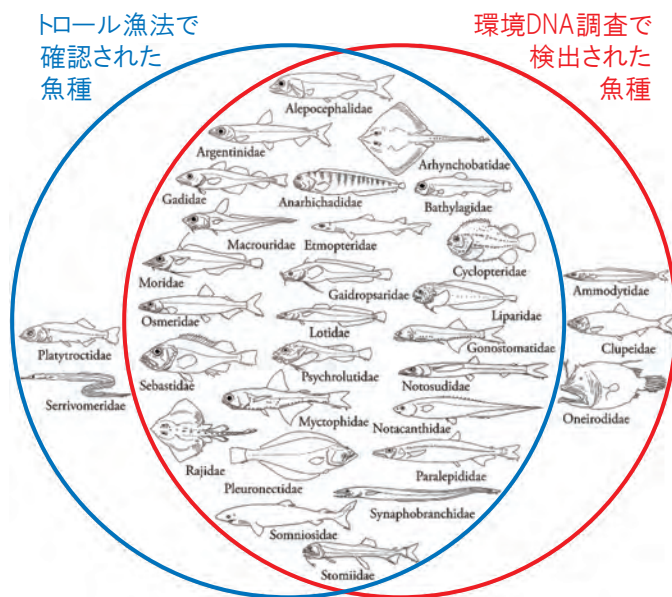 トロール漁法で
確認された
魚種
環境DNA調査で
検出された
魚種
Alepocephalidae
Argentinidae
Arhynchobatidae
Gadidae
Anarhichadidae
Bathylagidae
Macrouridae
Etmopteridae
Cyclopteridae
Moridae
Gaidropsaridae
Liparidae
Ammodytidae
Osmeridae
Lotidae
Gonostomatidae
Clupeidae
Platytroctidae
Sebastidae
Psychrolutidae
Notosudidae
Serrivomeridae
Myctophidae
Notacanthidae
Oneirodidae
Rajidae
Pleuronectidae
Paralepididae
Synaphobranchidae
Somniosidae
Stomiidae